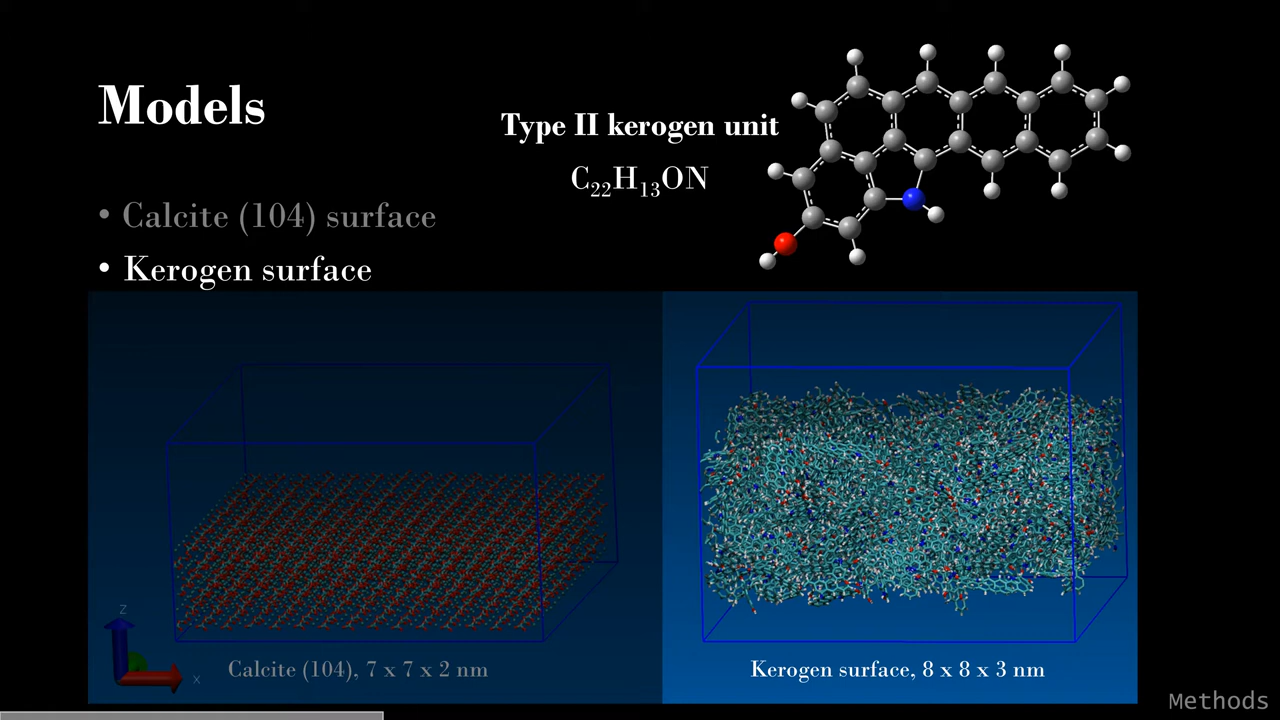 Models
Type II kerogen unit
C₂₂H₁₃ON
• Calcite (104) surface
• Kerogen surface
Z
X
Calcite (104), 7 x 7 x 2 nm
Kerogen surface, 8 x 8 x 3 nm
Methods